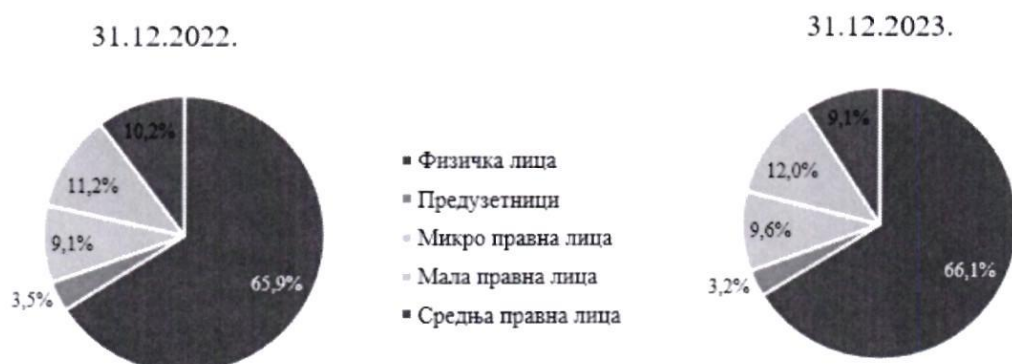 31.12.2022.
10,2%
11,2%
9,1%
3,5%
65,9%
Физичка лица
Предузетници
Микро правна лица
Мала правна лица
Средња правна лица
31.12.2023.
9,1%
12,0%
9,6%
3,2%
66,1%